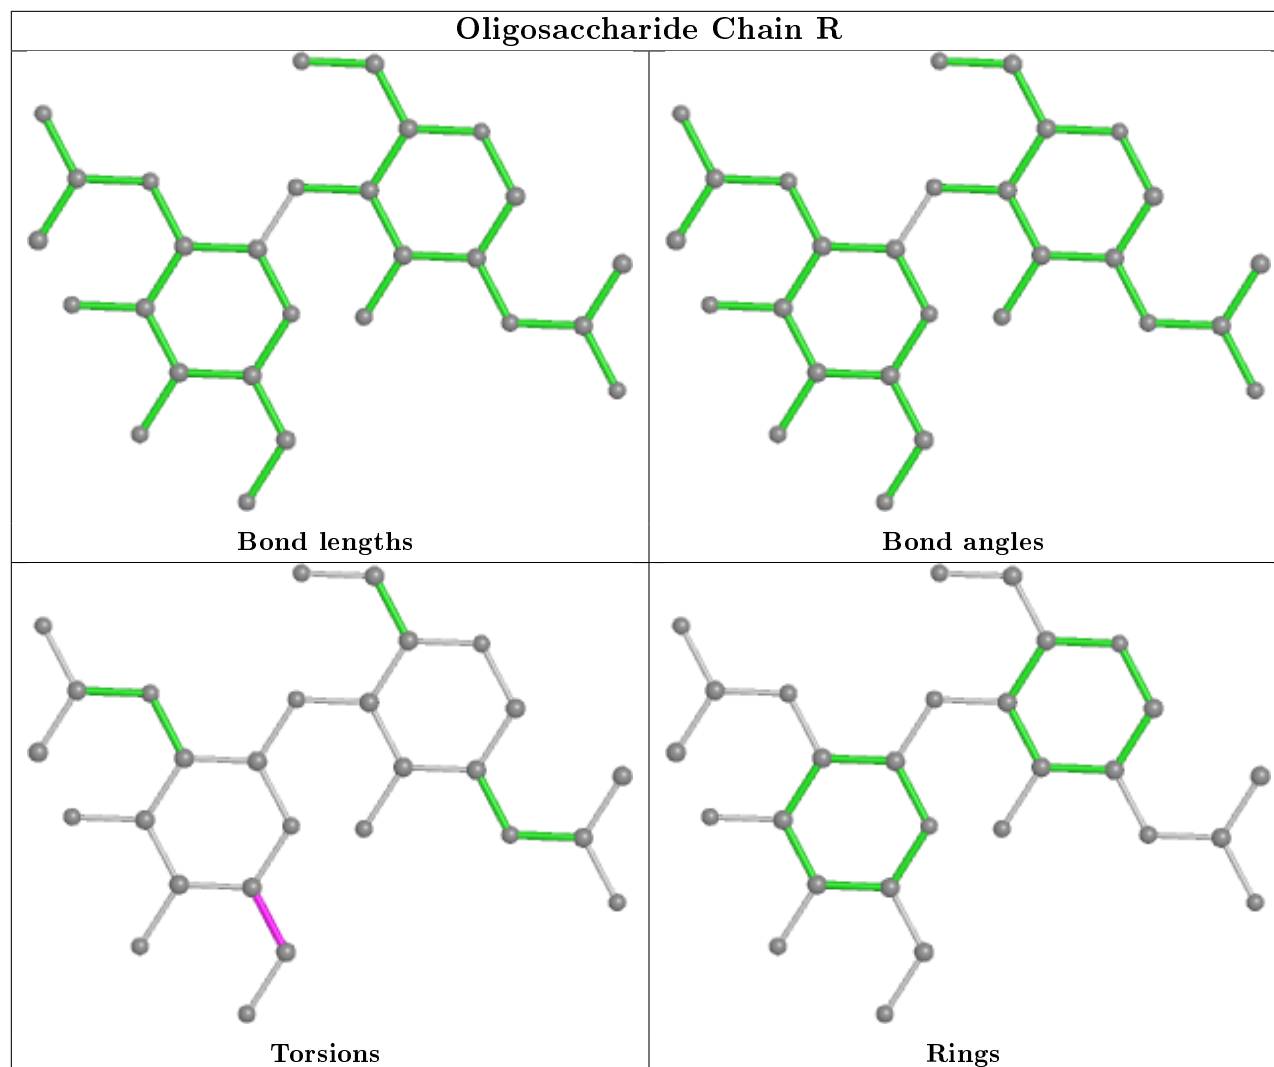 Oligosaccharide Chain R
Bond lengths
Bond angles
Torsions
Rings